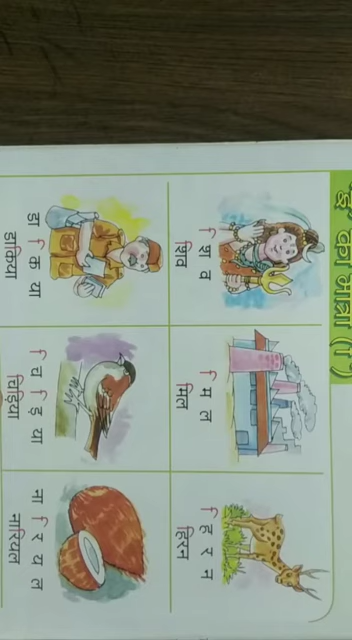 इ' की मात्रा (ि)
ि श व
शिव
ि म ल
मिल
ि ह र न
हिरन
डा ि क या
डाकिया
ि च ि ड़ या
चिड़िया
ना ि र य ल
नारियल